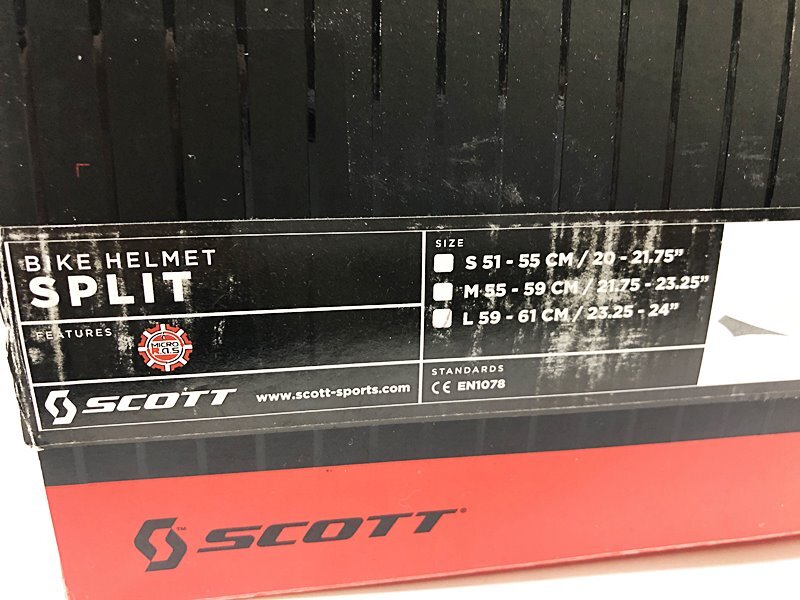 BIKE HELMET
SPLIT
FEATURES
MICRO
R.A.S
SCOTT
www.scott-sports.com
SIZE
S 51 - 55 CM / 20 - 21.75”
M 55 - 59 CM / 21.75 - 23.25”
L 59 - 61 CM / 23.25 - 24”
STANDARDS
CE EN1078
SCOTT®